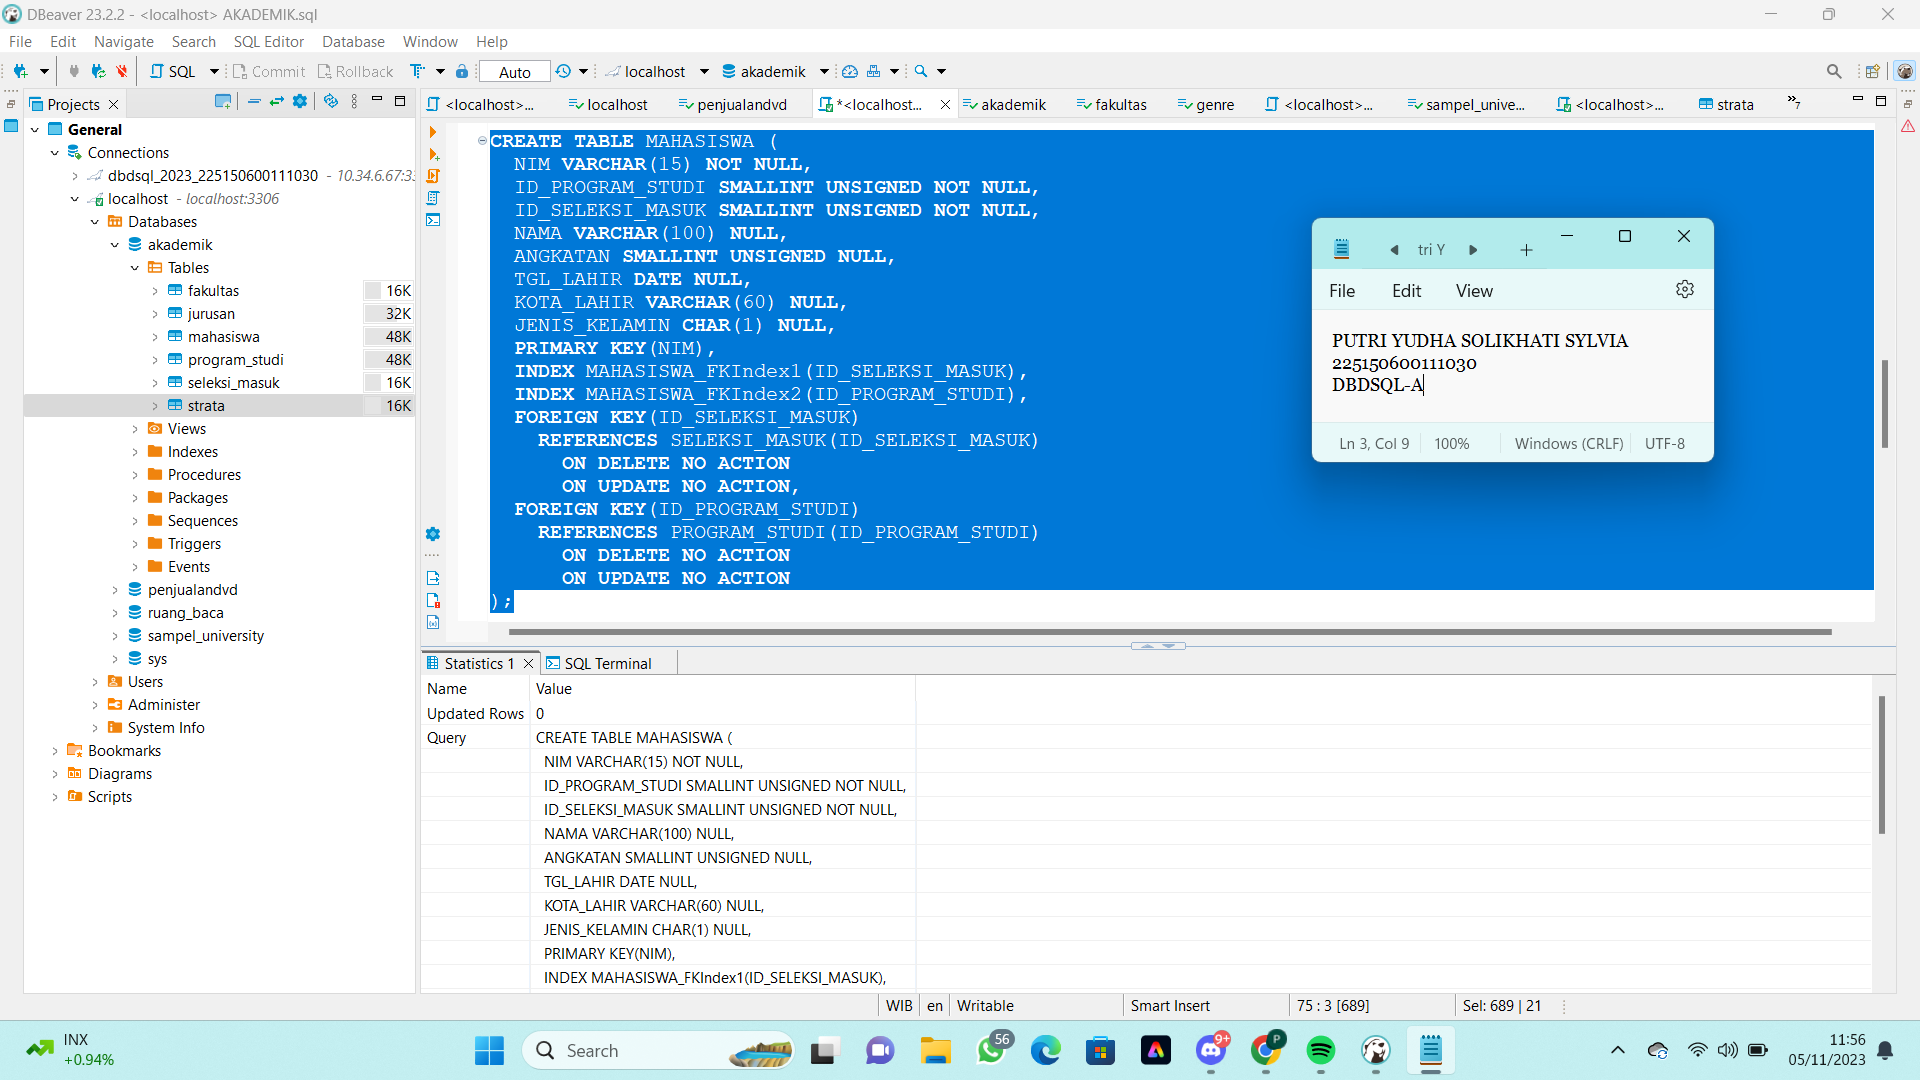 DBeaver 23.2.2 - <localhost> AKADEMIK.sql
File Edit Navigate Search SQL Editor Database Window Help
SQL Commit Rollback Auto localhost akademik
Projects
<localhost>... localhost penjualandvd *<localhost... akademik fakultas genre <localhost>... sampel_unive... <localhost>... strata »7
General
Connections
dbdsql_2023_225150600111030 - 10.34.6.67:33
localhost - localhost:3306
Databases
akademik
Tables
fakultas 16K
jurusan 32K
mahasiswa 48K
program_studi 48K
seleksi_masuk 16K
strata 16K
Views
Indexes
Procedures
Packages
Sequences
Triggers
Events
penjualandvd
ruang_baca
sampel_university
sys
Users
Administer
System Info
Bookmarks
Diagrams
Scripts
CREATE TABLE MAHASISWA (
NIM VARCHAR(15) NOT NULL,
ID_PROGRAM_STUDI SMALLINT UNSIGNED NOT NULL,
ID_SELEKSI_MASUK SMALLINT UNSIGNED NOT NULL,
NAMA VARCHAR(100) NULL,
ANGKATAN SMALLINT UNSIGNED NULL,
TGL_LAHIR DATE NULL,
KOTA_LAHIR VARCHAR(60) NULL,
JENIS_KELAMIN CHAR(1) NULL,
PRIMARY KEY(NIM),
INDEX MAHASISWA_FKIndex1(ID_SELEKSI_MASUK),
INDEX MAHASISWA_FKIndex2(ID_PROGRAM_STUDI),
FOREIGN KEY(ID_SELEKSI_MASUK)
REFERENCES SELEKSI_MASUK(ID_SELEKSI_MASUK)
ON DELETE NO ACTION
ON UPDATE NO ACTION,
FOREIGN KEY(ID_PROGRAM_STUDI)
REFERENCES PROGRAM_STUDI(ID_PROGRAM_STUDI)
ON DELETE NO ACTION
ON UPDATE NO ACTION
);
tri Y
File Edit View
PUTRI YUDHA SOLIKHATI SYLVIA
225150600111030
DBDSQL-A
Ln 3, Col 9 100% Windows (CRLF) UTF-8
Statistics 1 SQL Terminal
Name Value
Updated Rows 0
Query CREATE TABLE MAHASISWA (
NIM VARCHAR(15) NOT NULL,
ID_PROGRAM_STUDI SMALLINT UNSIGNED NOT NULL,
ID_SELEKSI_MASUK SMALLINT UNSIGNED NOT NULL,
NAMA VARCHAR(100) NULL,
ANGKATAN SMALLINT UNSIGNED NULL,
TGL_LAHIR DATE NULL,
KOTA_LAHIR VARCHAR(60) NULL,
JENIS_KELAMIN CHAR(1) NULL,
PRIMARY KEY(NIM),
INDEX MAHASISWA_FKIndex1(ID_SELEKSI_MASUK),
WIB en Writable Smart Insert 75 : 3 [689] Sel: 689 | 21
INX
+0.94%
Search
56
9+
P
11:56
05/11/2023